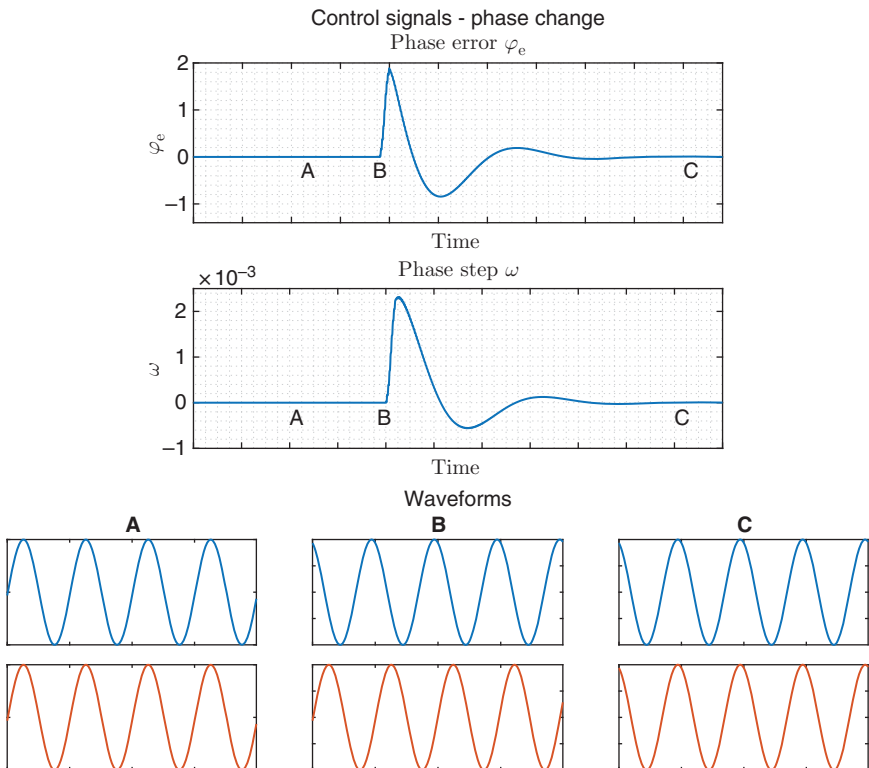 Control signals - phase change
Phase error φₑ
2
1
0
−1
φₑ
A
B
C
Time
×10⁻³
Phase step ω
2
1
0
−1
ω
A
B
C
Time
Waveforms
A
B
C